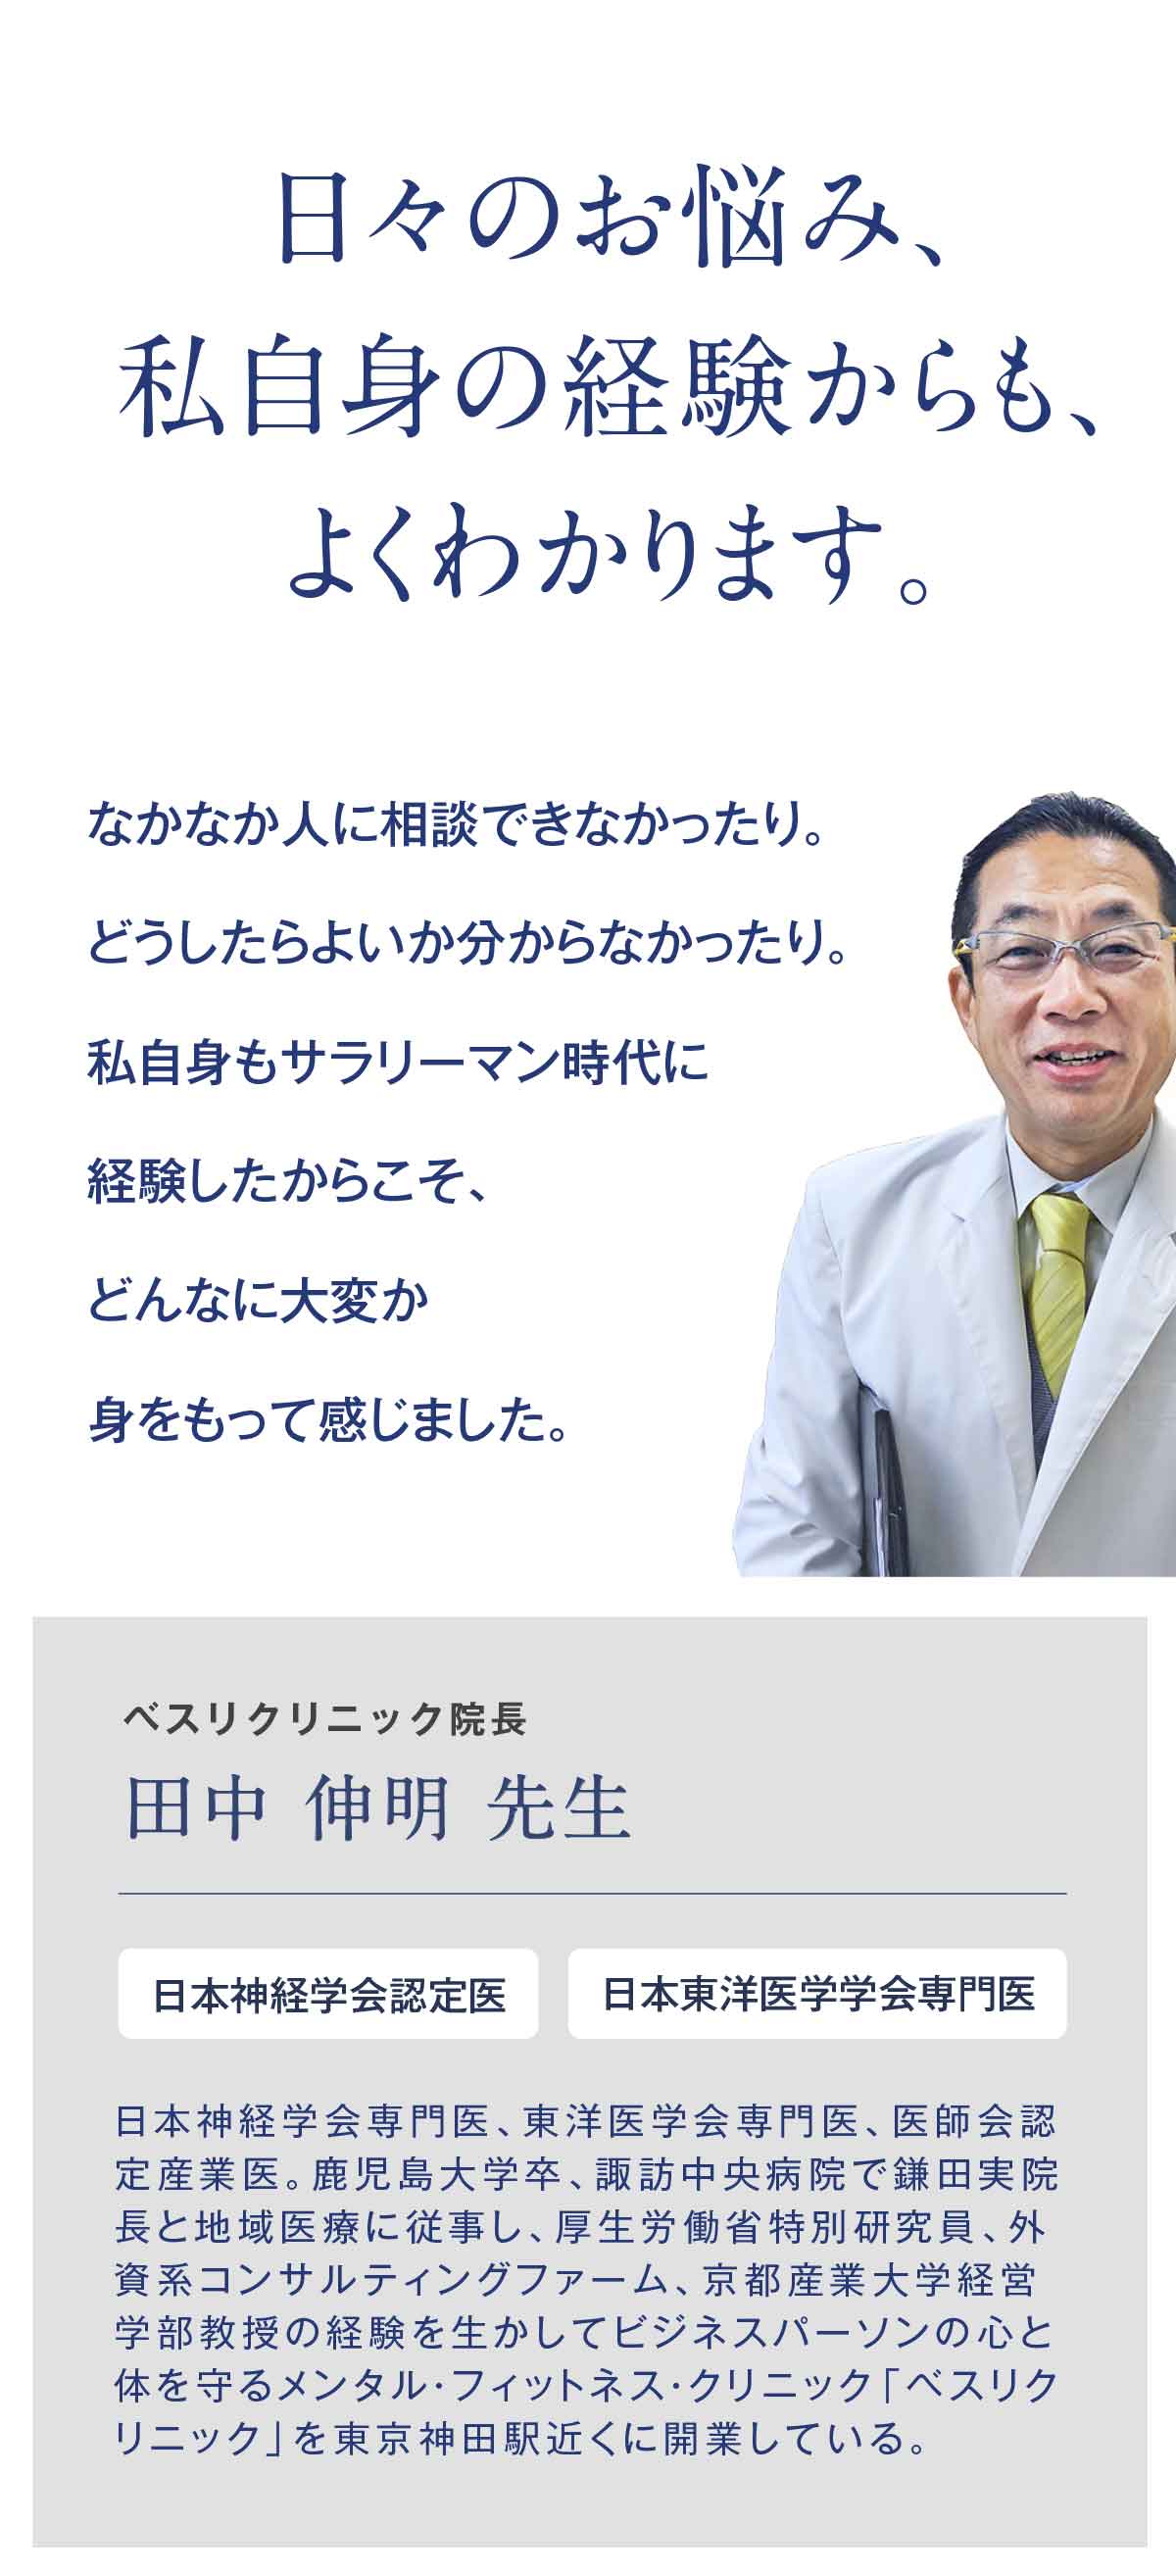 日々のお悩み、
私自身の経験からも、
よくわかります。
なかなか人に相談できなかったり。
どうしたらよいか分からなかったり。
私自身もサラリーマン時代に
経験したからこそ、
どんなに大変か
身をもって感じました。
ベスリクリニック院長
田中 伸明 先生
日本神経学会認定医
日本東洋医学学会専門医
日本神経学会専門医、東洋医学会専門医、医師会認
定産業医。鹿児島大学卒、諏訪中央病院で鎌田実院
長と地域医療に従事し、厚生労働省特別研究員、外
資系コンサルティングファーム、京都産業大学経営
学部教授の経験を生かしてビジネスパーソンの心と
体を守るメンタル・フィットネス・クリニック「ベスリク
リニック」を東京神田駅近くに開業している。